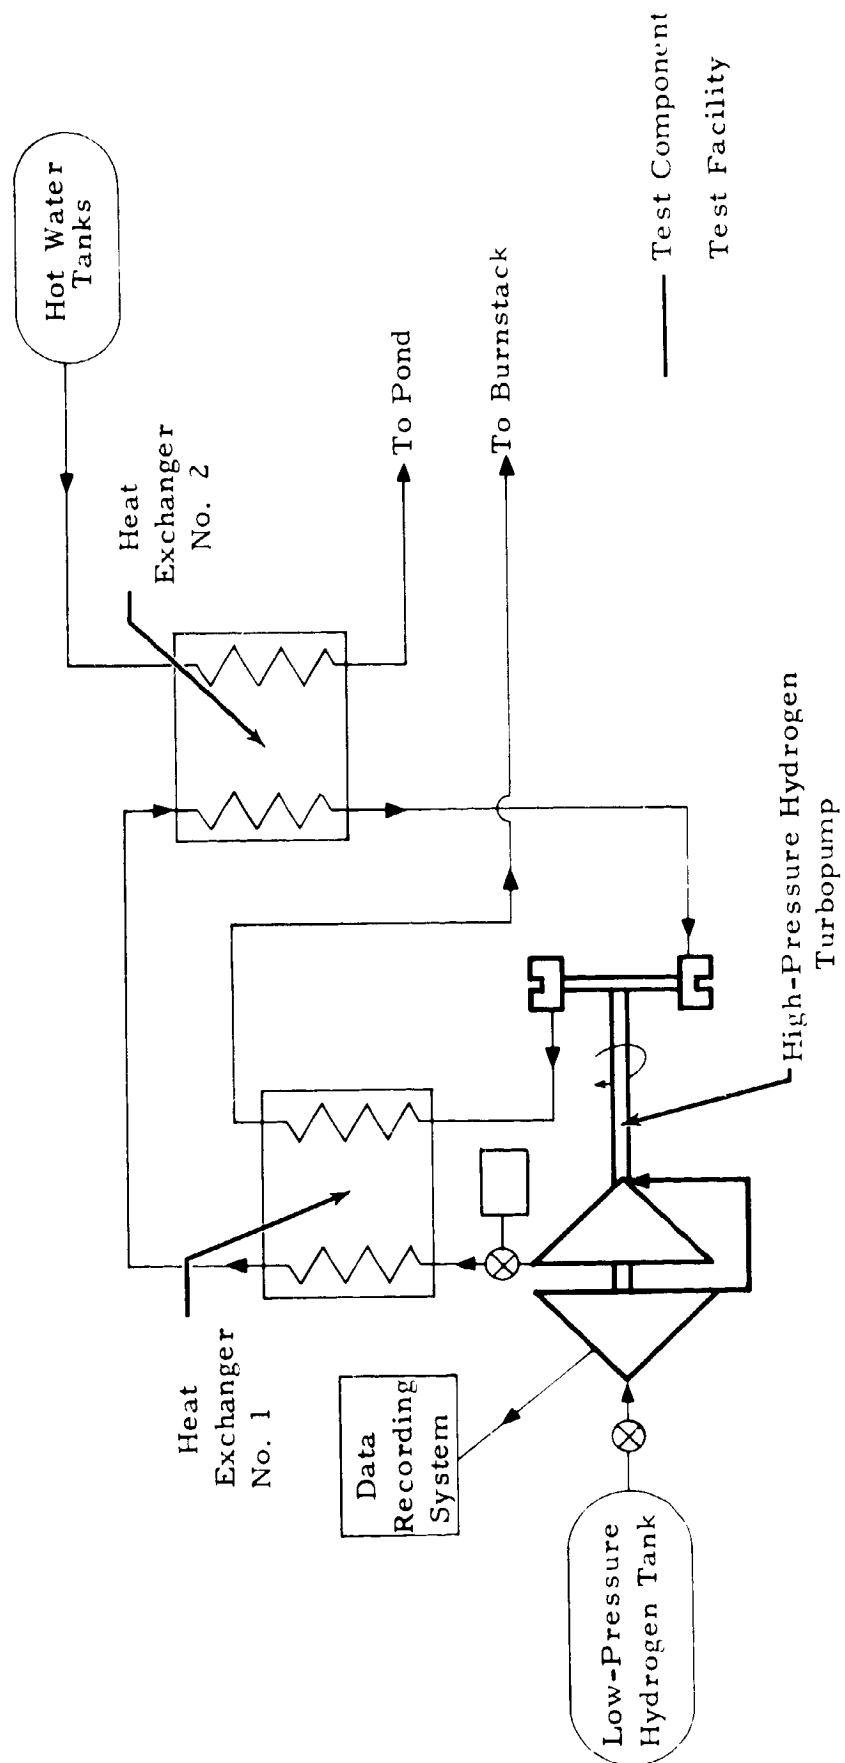 Hot Water
Tanks
Heat
Exchanger
No. 2
To Pond
To Burnstack
Test Component
Test Facility
Heat
Exchanger
No. 1
Data
Recording
System
High-Pressure Hydrogen
Turbopump
Low-Pressure
Hydrogen Tank